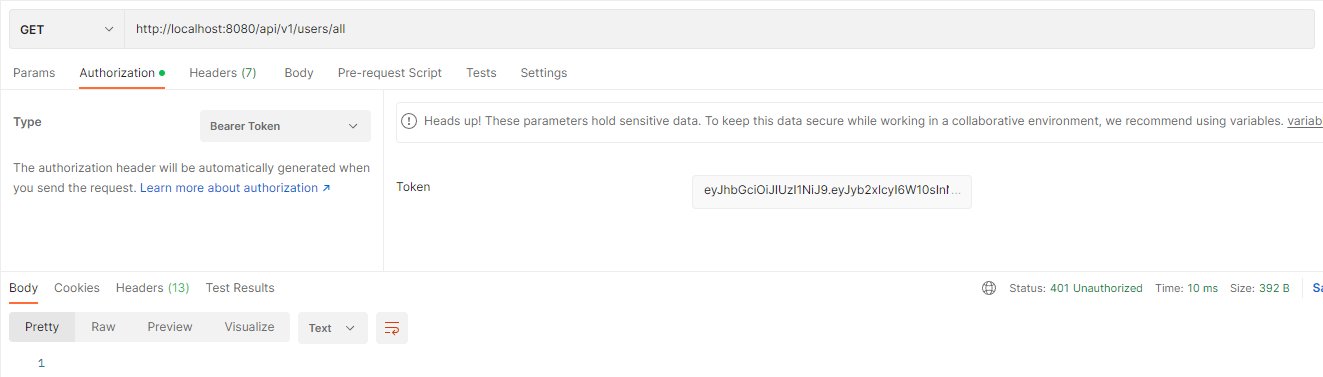 GET http://localhost:8080/api/v1/users/all
Params Authorization Headers (7) Body Pre-request Script Tests Settings
Type Bearer Token
Heads up! These parameters hold sensitive data. To keep this data secure while working in a collaborative environment, we recommend using variables. variab
The authorization header will be automatically generated when
you send the request. Learn more about authorization ↗
Token eyJhbGciOiJIUzI1NiJ9.eyJyb2xlcyI6W10sInN...
Body Cookies Headers (13) Test Results Status: 401 Unauthorized Time: 10 ms Size: 392 B Sa
Pretty Raw Preview Visualize Text
1